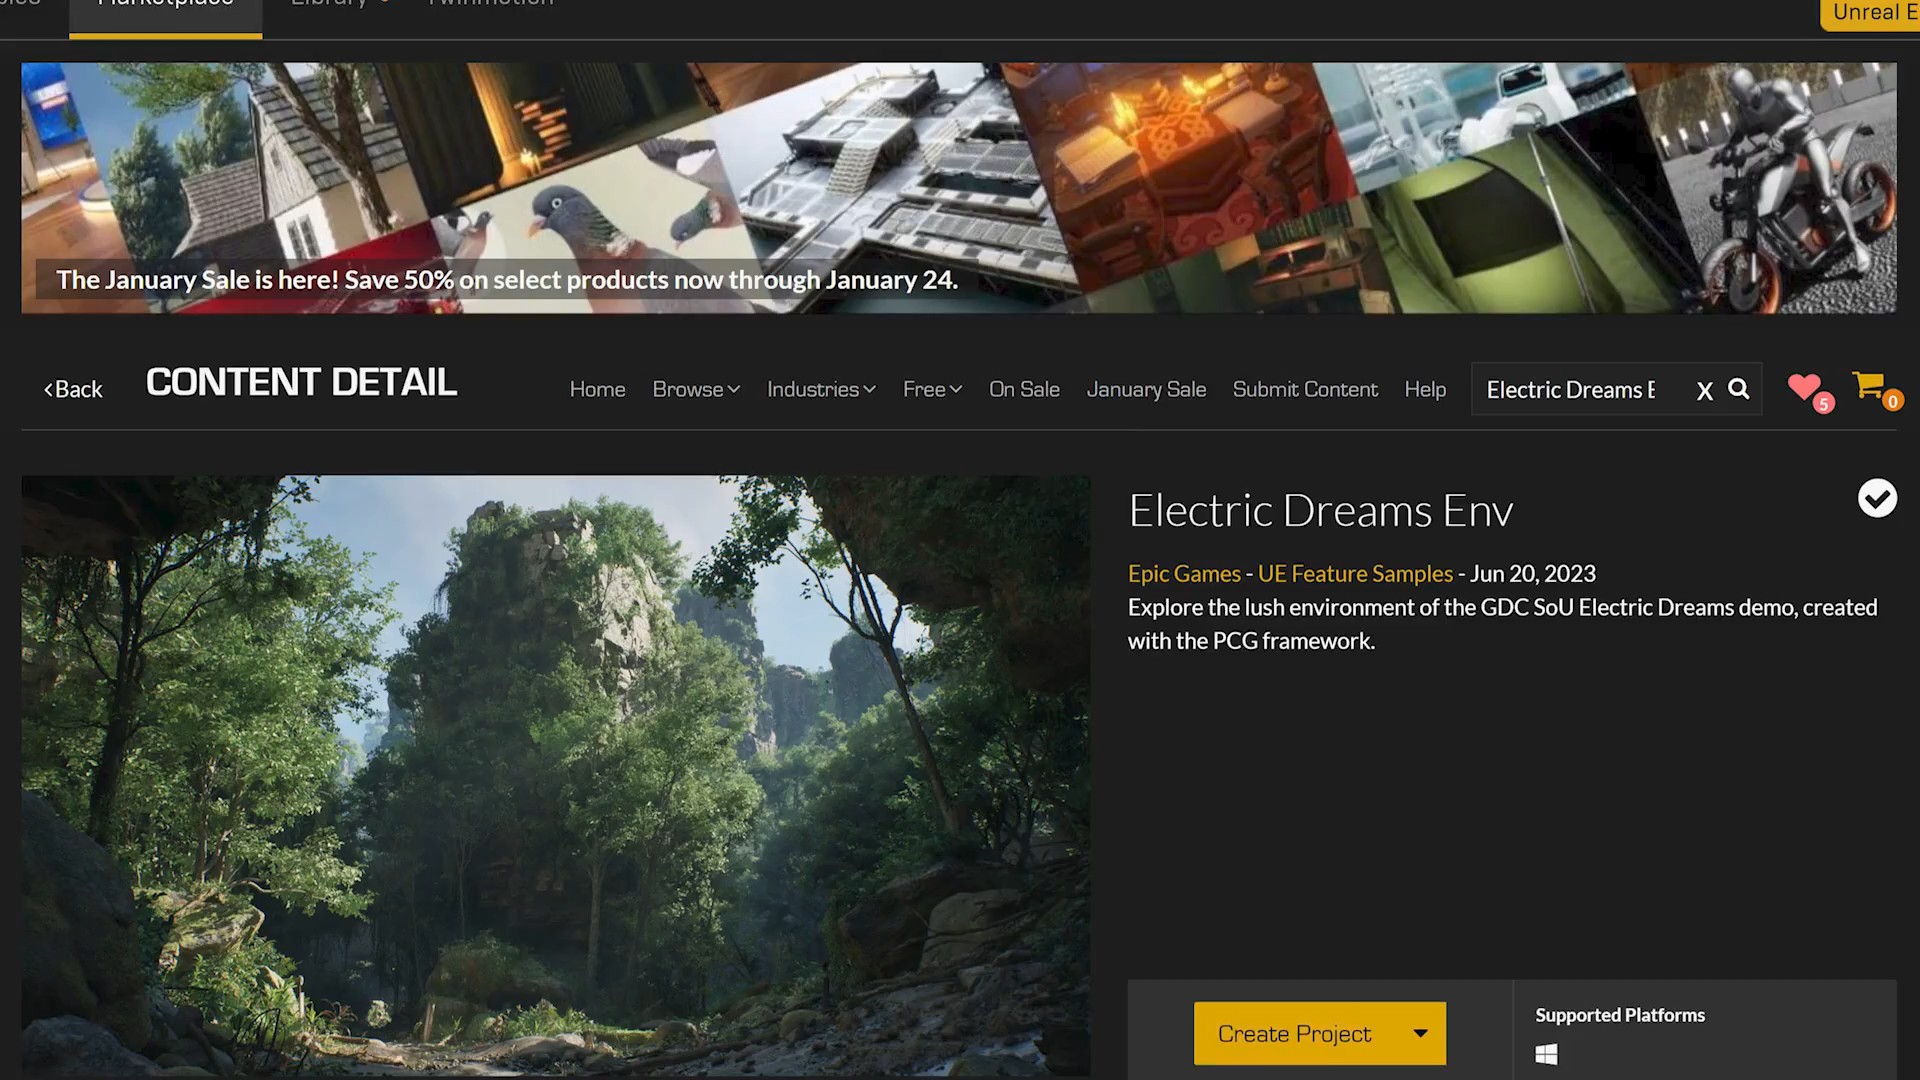 Marketplace
Library
Twinmotion
Unreal E
The January Sale is here! Save 50% on select products now through January 24.
<Back
CONTENT DETAIL
Home
Browse
Industries
Free
On Sale
January Sale
Submit Content
Help
Electric Dreams E
X
5
0
Electric Dreams Env
Epic Games - UE Feature Samples - Jun 20, 2023
Explore the lush environment of the GDC SoU Electric Dreams demo, created
with the PCG framework.
Create Project
Supported Platforms